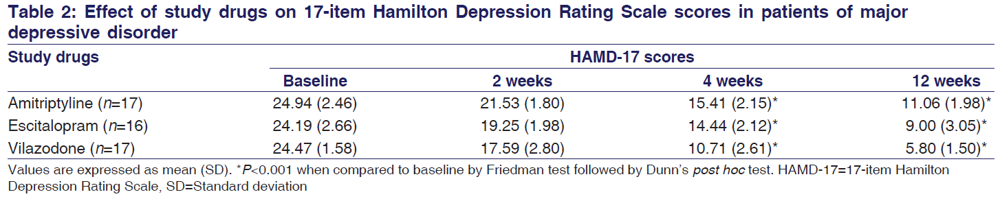 Table 2: Effect of study drugs on 17-item Hamilton Depression Rating Scale scores in patients of major
depressive disorder
Study drugs HAMD-17 scores
Baseline 2 weeks 4 weeks 12 weeks
Amitriptyline (n=17) 24.94 (2.46) 21.53 (1.80) 15.41 (2.15)* 11.06 (1.98)*
Escitalopram (n=16) 24.19 (2.66) 19.25 (1.98) 14.44 (2.12)* 9.00 (3.05)*
Vilazodone (n=17) 24.47 (1.58) 17.59 (2.80) 10.71 (2.61)* 5.80 (1.50)*
Values are expressed as mean (SD). *P<0.001 when compared to baseline by Friedman test followed by Dunn’s post hoc test. HAMD-17=17-item Hamilton
Depression Rating Scale, SD=Standard deviation